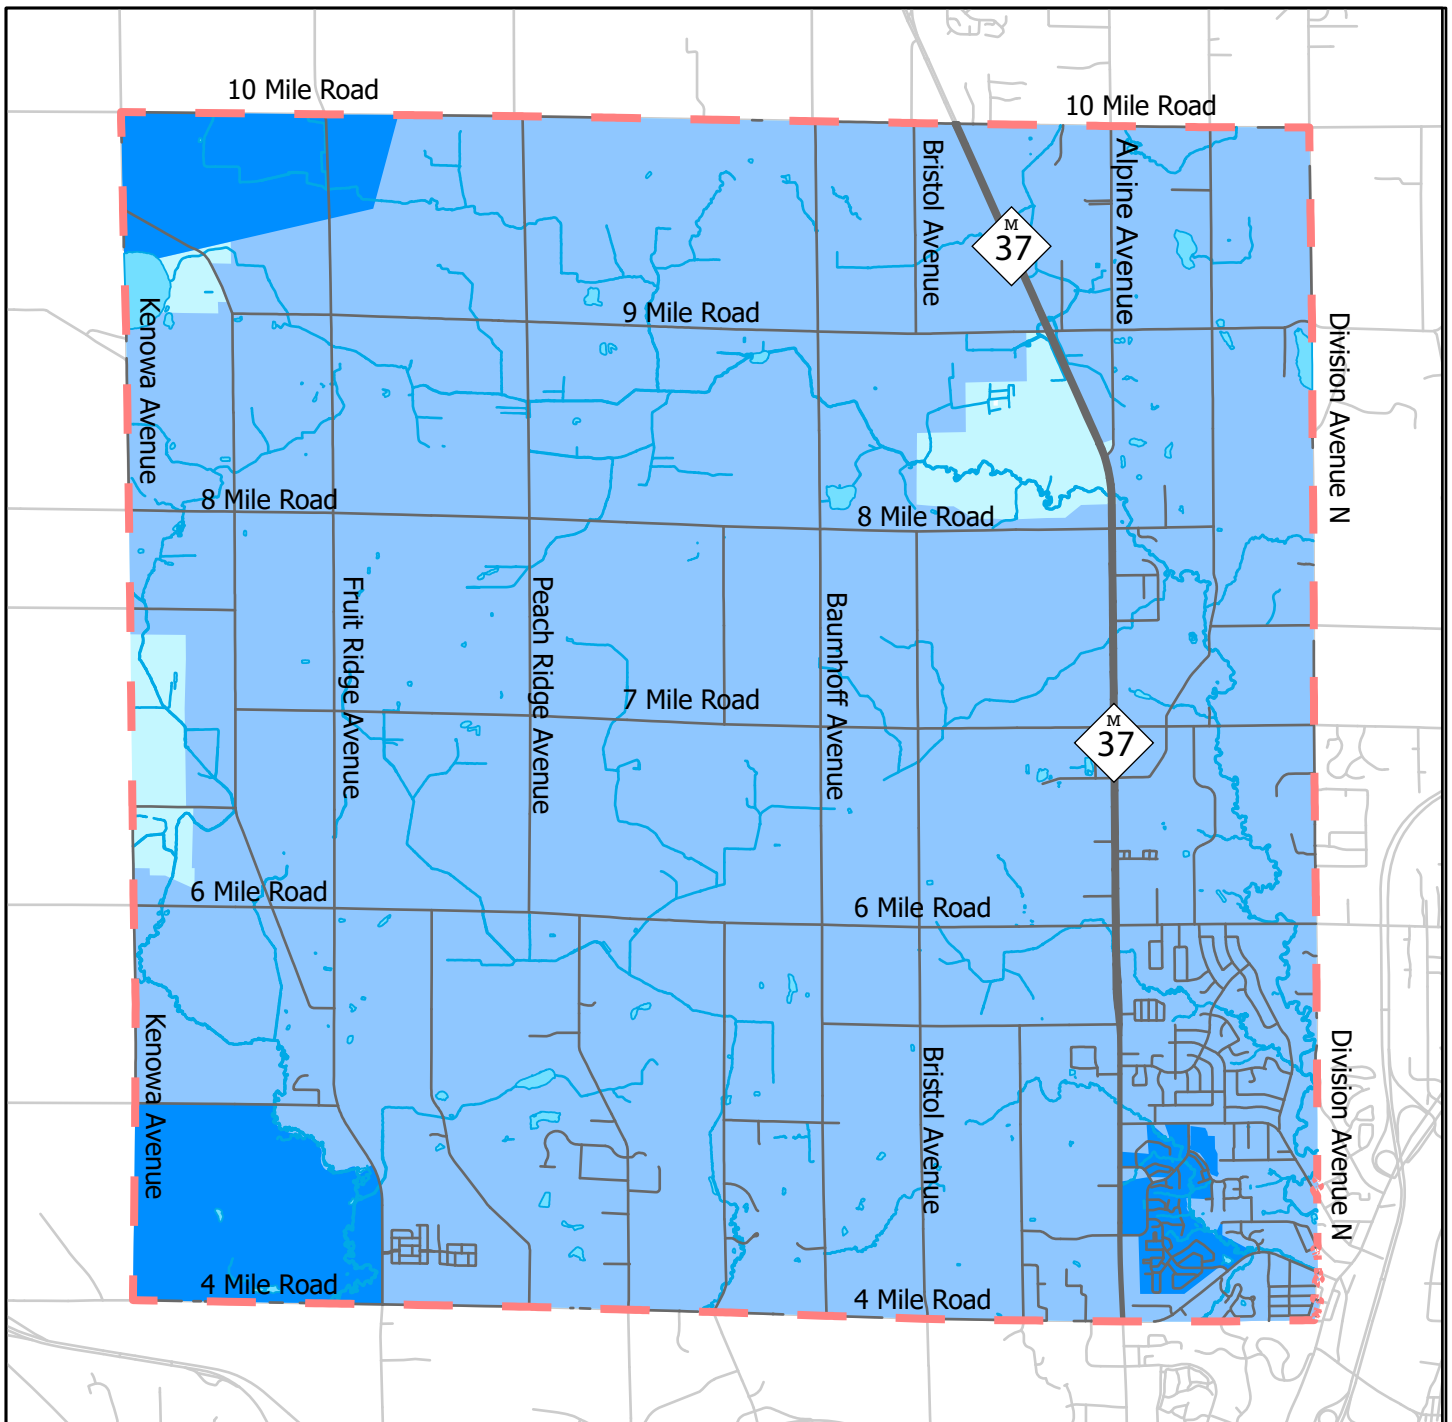 10 Mile Road
10 Mile Road
Bristol Avenue
Alpine Avenue
M
37
Kenowa Avenue
9 Mile Road
Division Avenue N
8 Mile Road
8 Mile Road
Fruit Ridge Avenue
Peach Ridge Avenue
Baumhoff Avenue
7 Mile Road
M
37
6 Mile Road
6 Mile Road
Kenowa Avenue
Bristol Avenue
Division Avenue N
4 Mile Road
4 Mile Road